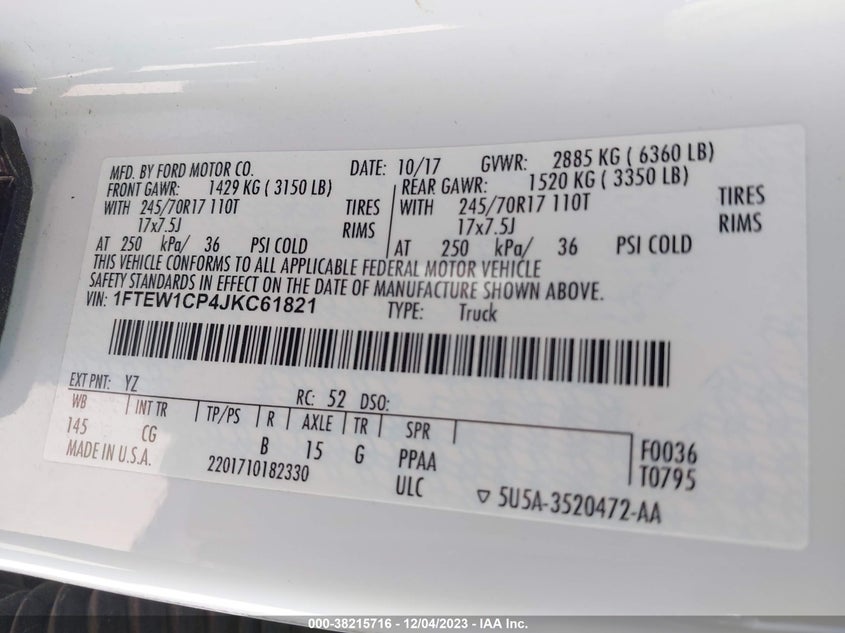 MFD. BY FORD MOTOR CO. DATE: 10/17 GVWR: 2885 KG ( 6360 LB)
FRONT GAWR: 1429 KG ( 3150 LB) REAR GAWR: 1520 KG ( 3350 LB)
WITH 245/70R17 110T TIRES WITH 245/70R17 110T TIRES
17x7.5J RIMS 17x7.5J RIMS
AT 250 kPa/ 36 PSI COLD AT 250 kPa/ 36 PSI COLD
THIS VEHICLE CONFORMS TO ALL APPLICABLE FEDERAL MOTOR VEHICLE
SAFETY STANDARDS IN EFFECT ON THE DATE OF MANUFACTURE SHOWN ABOVE.
VIN: 1FTEW1CP4JKC61821 TYPE: Truck
EXT PNT: YZ RC: 52 DSO:
WB INT TR TP/PS R AXLE TR SPR
145 CG B 15 G PPAA F0036
MADE IN U.S.A. 2201710182330 ULC T0795
5U5A-3520472-AA
000-38215716 - 12/04/2023 - IAA Inc.